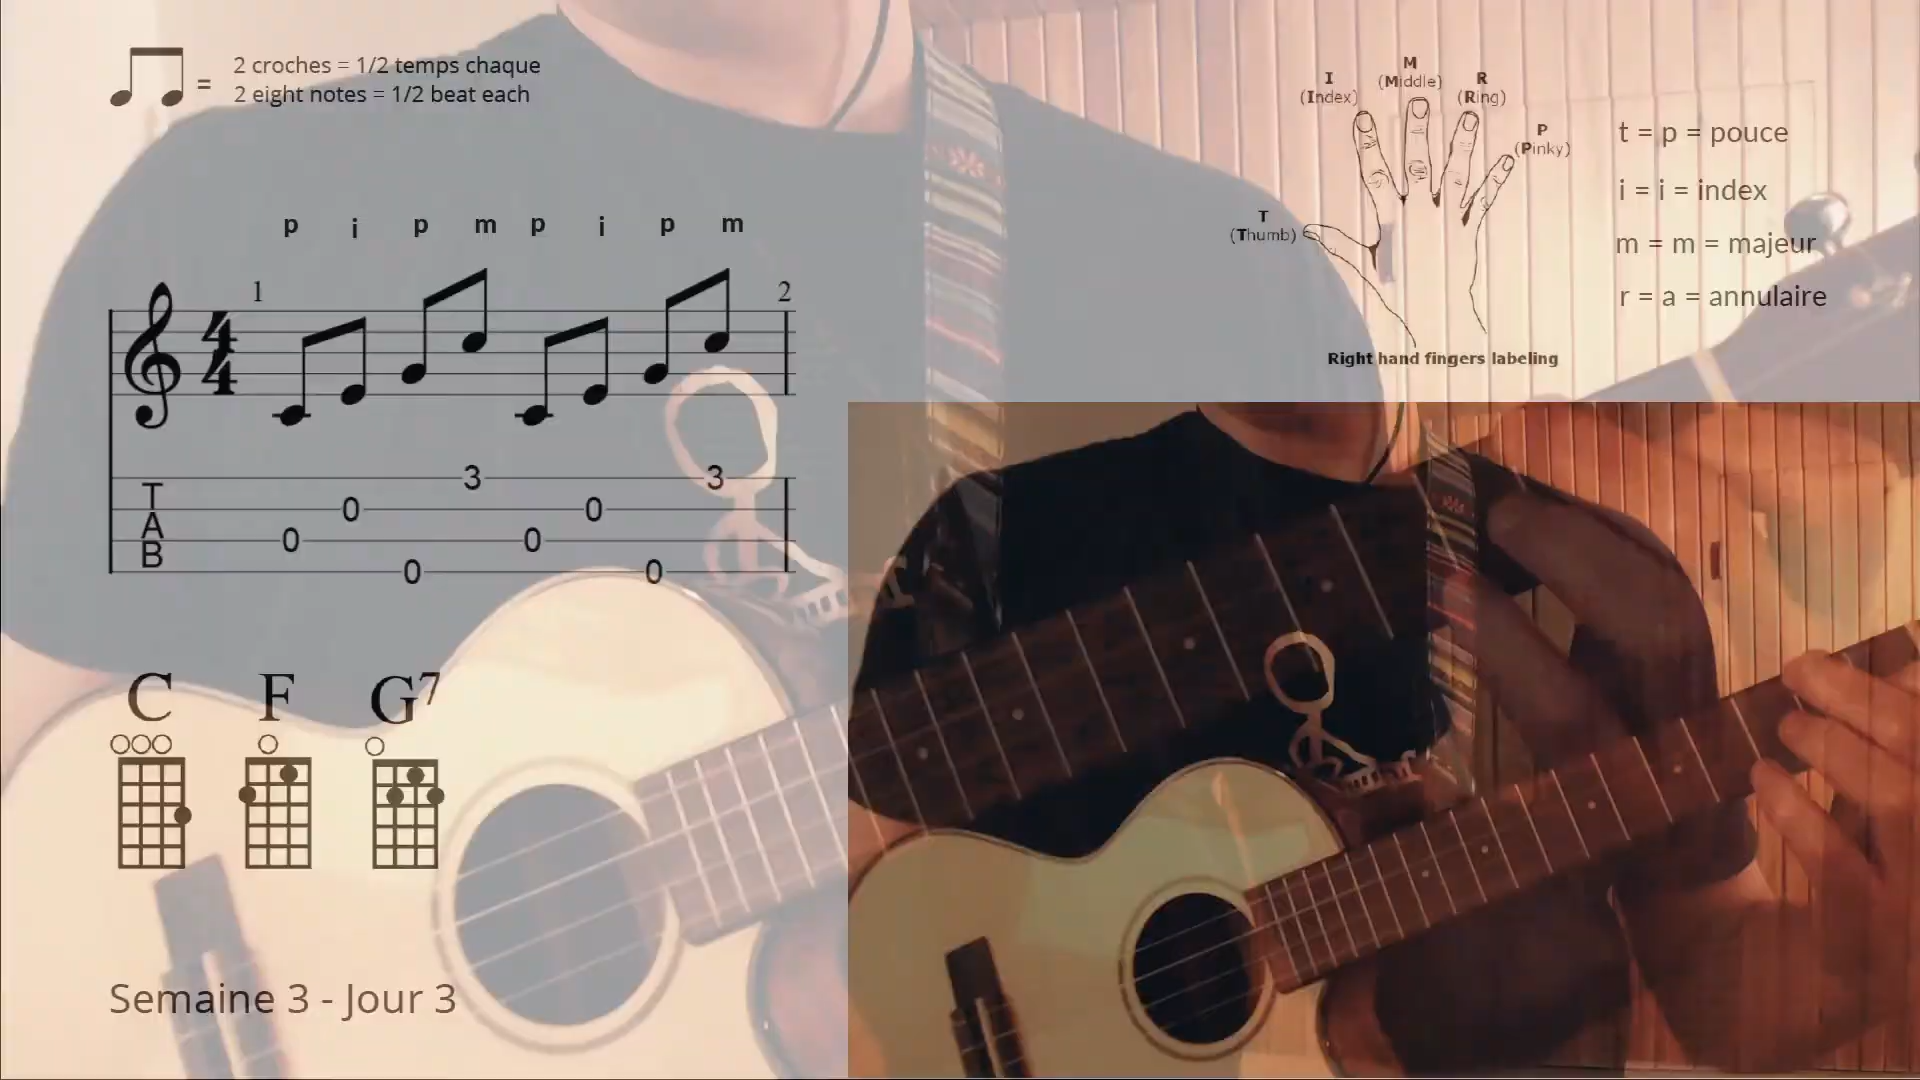 2 croches = 1/2 temps chaque
2 eight notes = 1/2 beat each
M
(Middle)
I
(Index)
R
(Ring)
P
(Pinky)
T
(Thumb)
Right hand fingers labeling
t = p = pouce
i = i = index
m = m = majeur
r = a = annulaire
p i p m p i p m
1 2
4
4
T
A
B
3 3
0 0
0 0
0 0
C F G7
Semaine 3 - Jour 3